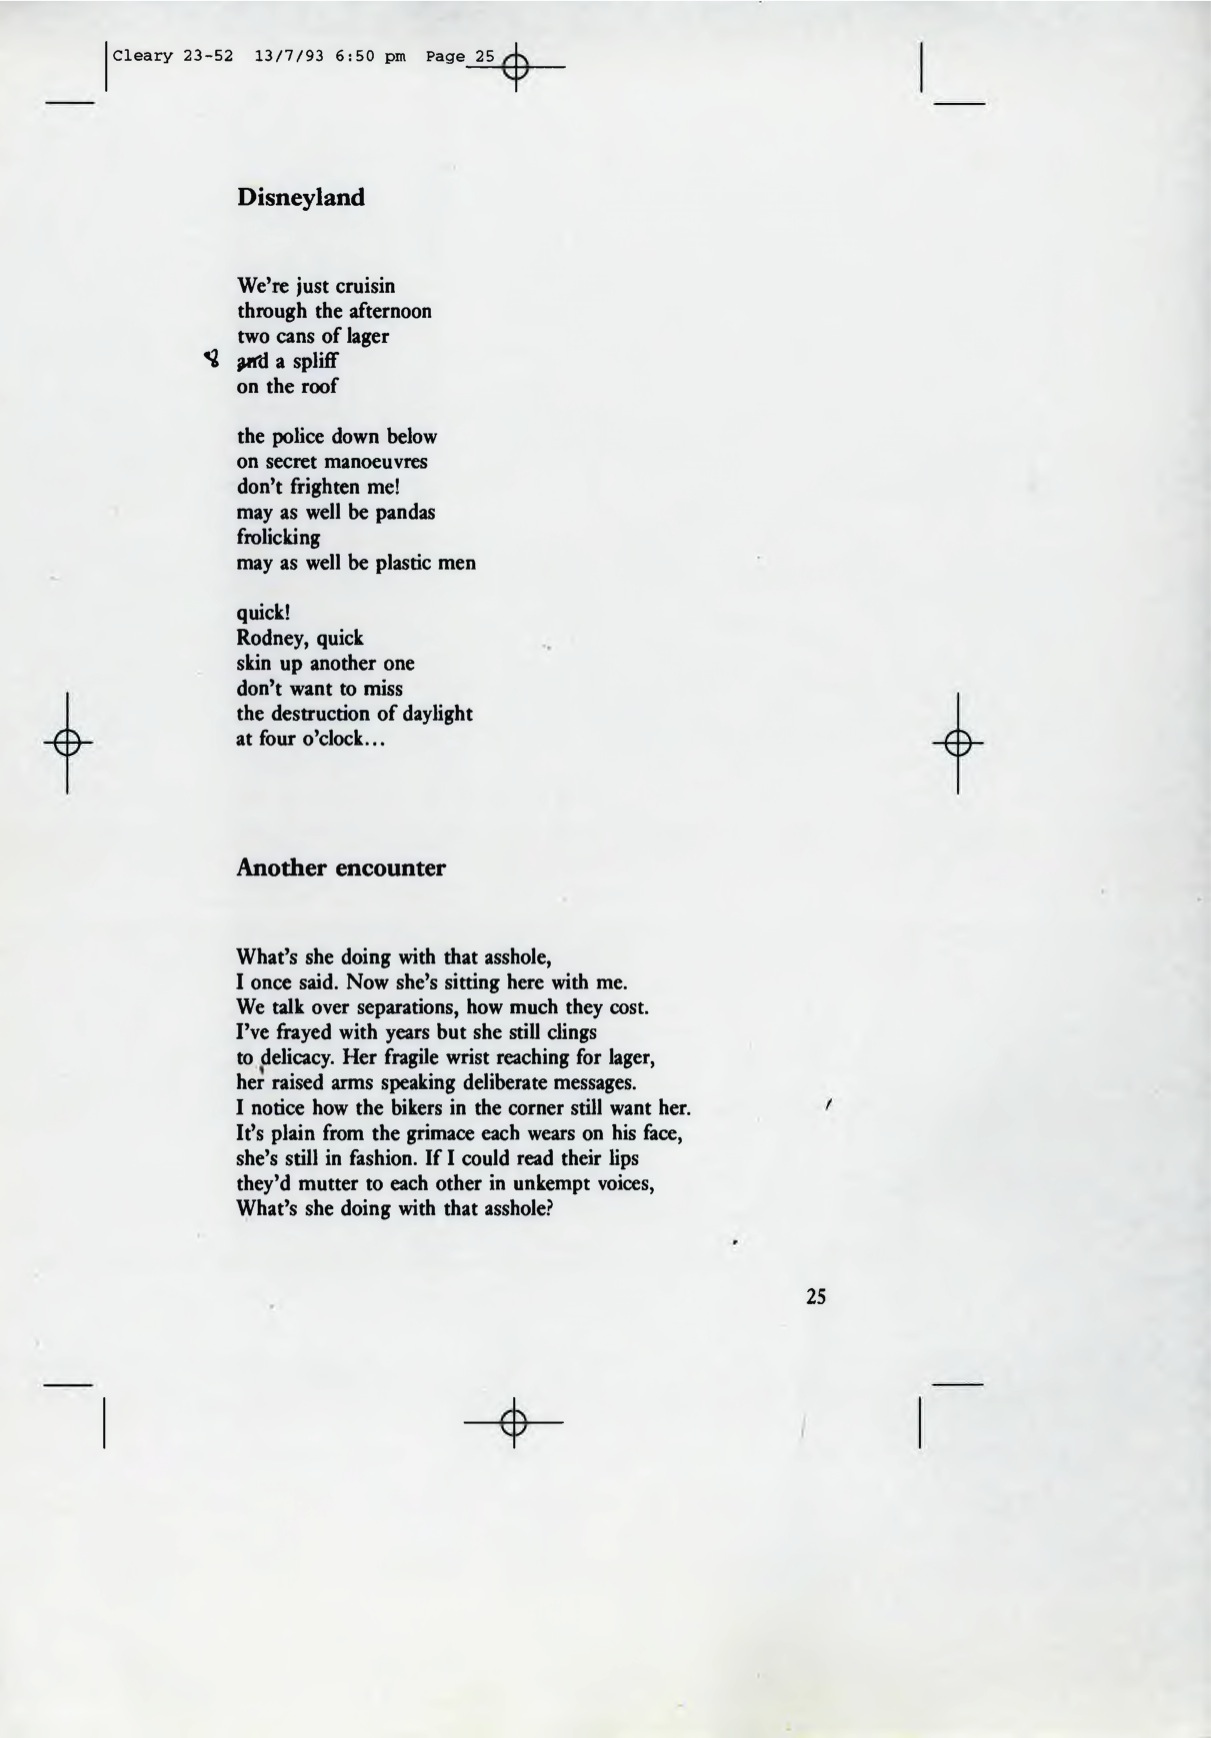 Cleary 23-52 13/7/93 6:50 pm Page 25
Disneyland
We're just cruisin
through the afternoon
two cans of lager
and a spliff
on the roof
the police down below
on secret manoeuvres
don't frighten me!
may as well be pandas
frolicking
may as well be plastic men
quick!
Rodney, quick
skin up another one
don't want to miss
the destruction of daylight
at four o'clock...
Another encounter
What's she doing with that asshole,
I once said. Now she's sitting here with me.
We talk over separations, how much they cost.
I've frayed with years but she still clings
to delicacy. Her fragile wrist reaching for lager,
her raised arms speaking deliberate messages.
I notice how the bikers in the corner still want her.
It's plain from the grimace each wears on his face,
she's still in fashion. If I could read their lips
they'd mutter to each other in unkempt voices,
What's she doing with that asshole?
25